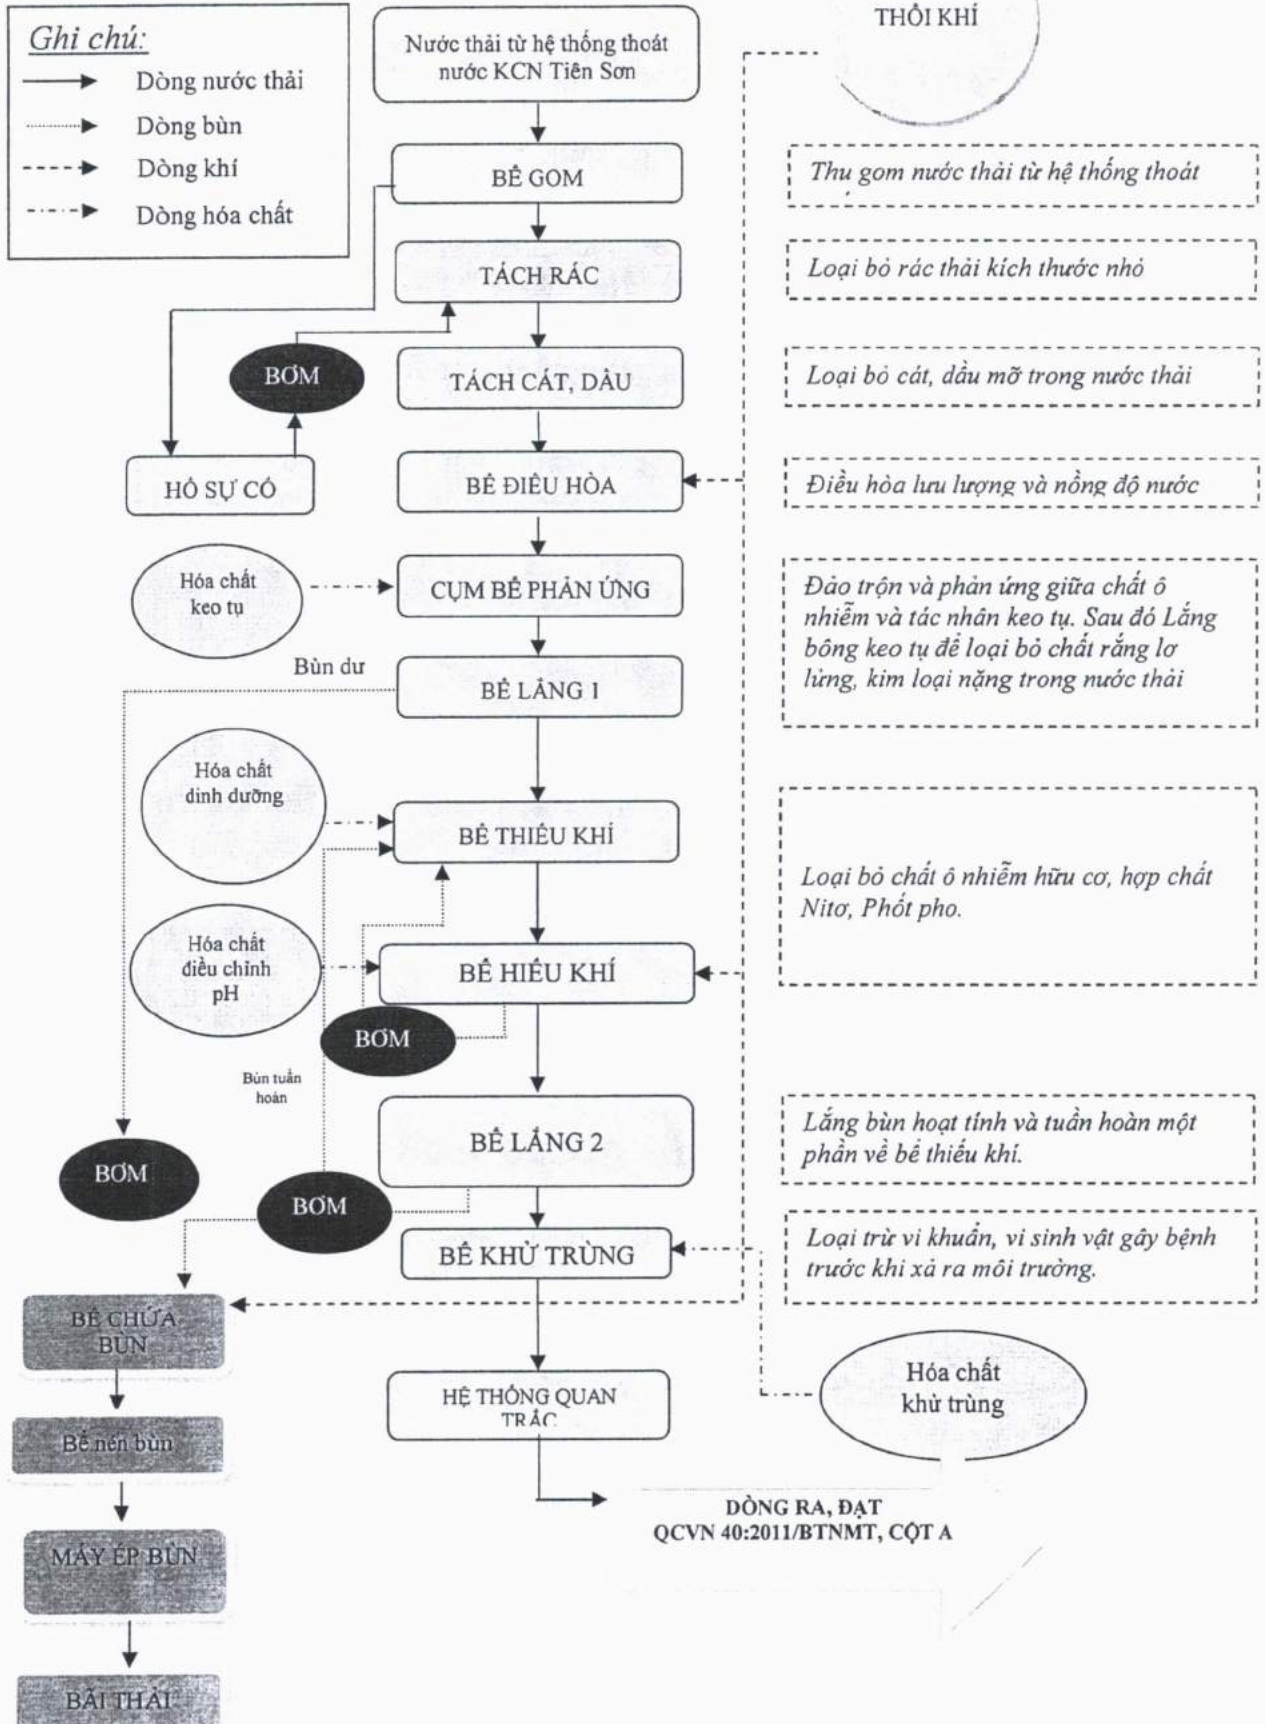 Ghi chú:
Dòng nước thải
Dòng bùn
Dòng khí
Dòng hóa chất
Nước thải từ hệ thống thoát
nước KCN Tiên Sơn
THỔI KHÍ
BỂ GOM
Thu gom nước thải từ hệ thống thoát
TÁCH RÁC
Loại bỏ rác thải kích thước nhỏ
BƠM
TÁCH CÁT, DẦU
Loại bỏ cát, dầu mỡ trong nước thải
HỐ SỰ CỐ
BỂ ĐIỀU HÒA
Điều hòa lưu lượng và nồng độ nước
Hóa chất
keo tụ
CỤM BỂ PHẢN ỨNG
Đảo trộn và phản ứng giữa chất ô
nhiễm và tác nhân keo tụ. Sau đó Lắng
bông keo tụ để loại bỏ chất rắng lơ
lửng, kim loại nặng trong nước thải
Bùn dư
BỂ LẮNG 1
Hóa chất
dinh dưỡng
BỂ THIẾU KHÍ
Loại bỏ chất ô nhiễm hữu cơ, hợp chất
Nitơ, Phốt pho.
Hóa chất
điều chỉnh
pH
BỂ HIẾU KHÍ
BƠM
Bùn tuần
hoàn
BỂ LẮNG 2
Lắng bùn hoạt tính và tuần hoàn một
phần về bể thiếu khí.
BƠM
BƠM
BỂ KHỬ TRÙNG
Loại trừ vi khuẩn, vi sinh vật gây bệnh
trước khi xả ra môi trường.
BỂ CHỨA
BÙN
HỆ THỐNG QUAN
TRẮC
Hóa chất
khử trùng
Bể nén bùn
DÒNG RA, ĐẠT
QCVN 40:2011/BTNMT, CỘT A
MÁY ÉP BÙN
BÃI THẢI